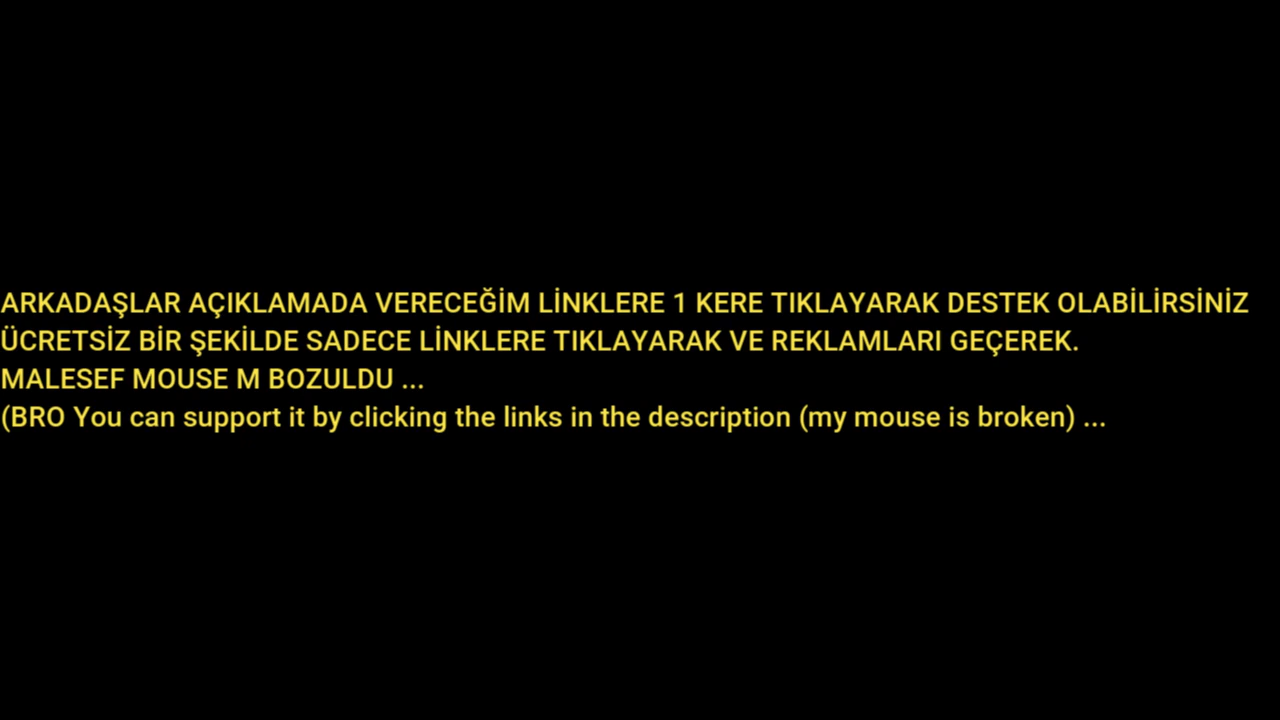 ARKADAŞLAR AÇIKLAMADA VERECEĞİM LİNKLERE 1 KERE TIKLAYARAK DESTEK OLABİLİRSİNİZ
ÜCRETSİZ BİR ŞEKİLDE SADECE LİNKLERE TIKLAYARAK VE REKLAMLARI GEÇEREK.
MALESEF MOUSE M BOZULDU ...
(BRO You can support it by clicking the links in the description (my mouse is broken) ...